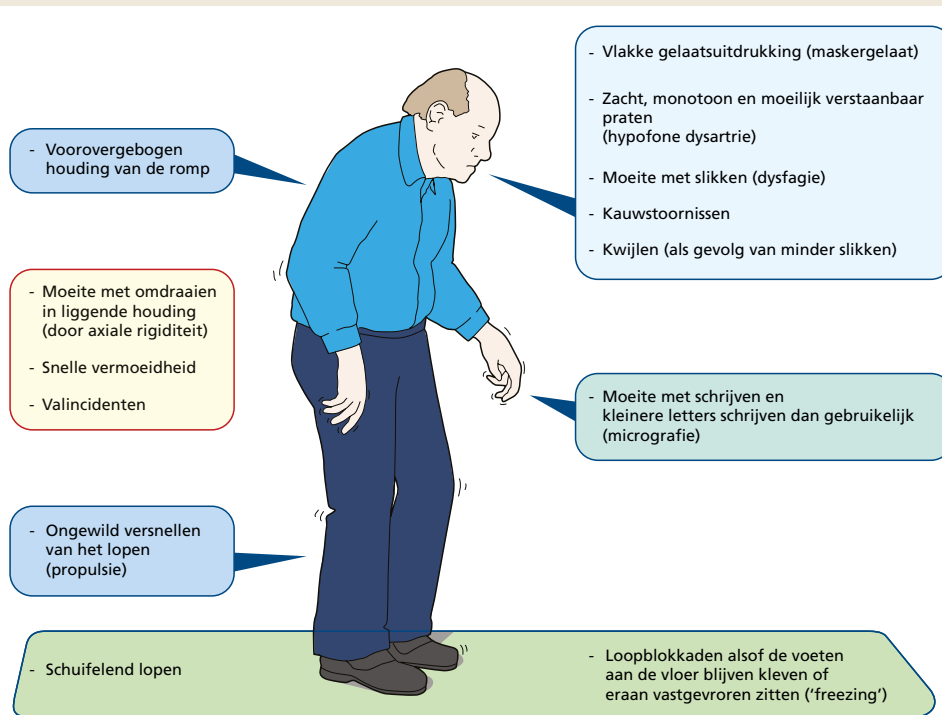 - Voorovergebogen
houding van de romp
- Moeite met omdraaien
in liggende houding
(door axiale rigiditeit)
- Snelle vermoeidheid
- Valincidenten
- Ongewild versnellen
van het lopen
(propulsie)
- Vlakke gelaatsuitdrukking (maskergelaat)
- Zacht, monotoon en moeilijk verstaanbaar
praten
(hypofone dysartrie)
- Moeite met slikken (dysfagie)
- Kauwstoornissen
- Kwijlen (als gevolg van minder slikken)
- Moeite met schrijven en
kleinere letters schrijven dan gebruikelijk
(micrografie)
- Schuifelend lopen
- Loopblokkaden alsof de voeten
aan de vloer blijven kleven of
eraan vastgevroren zitten (‘freezing’)